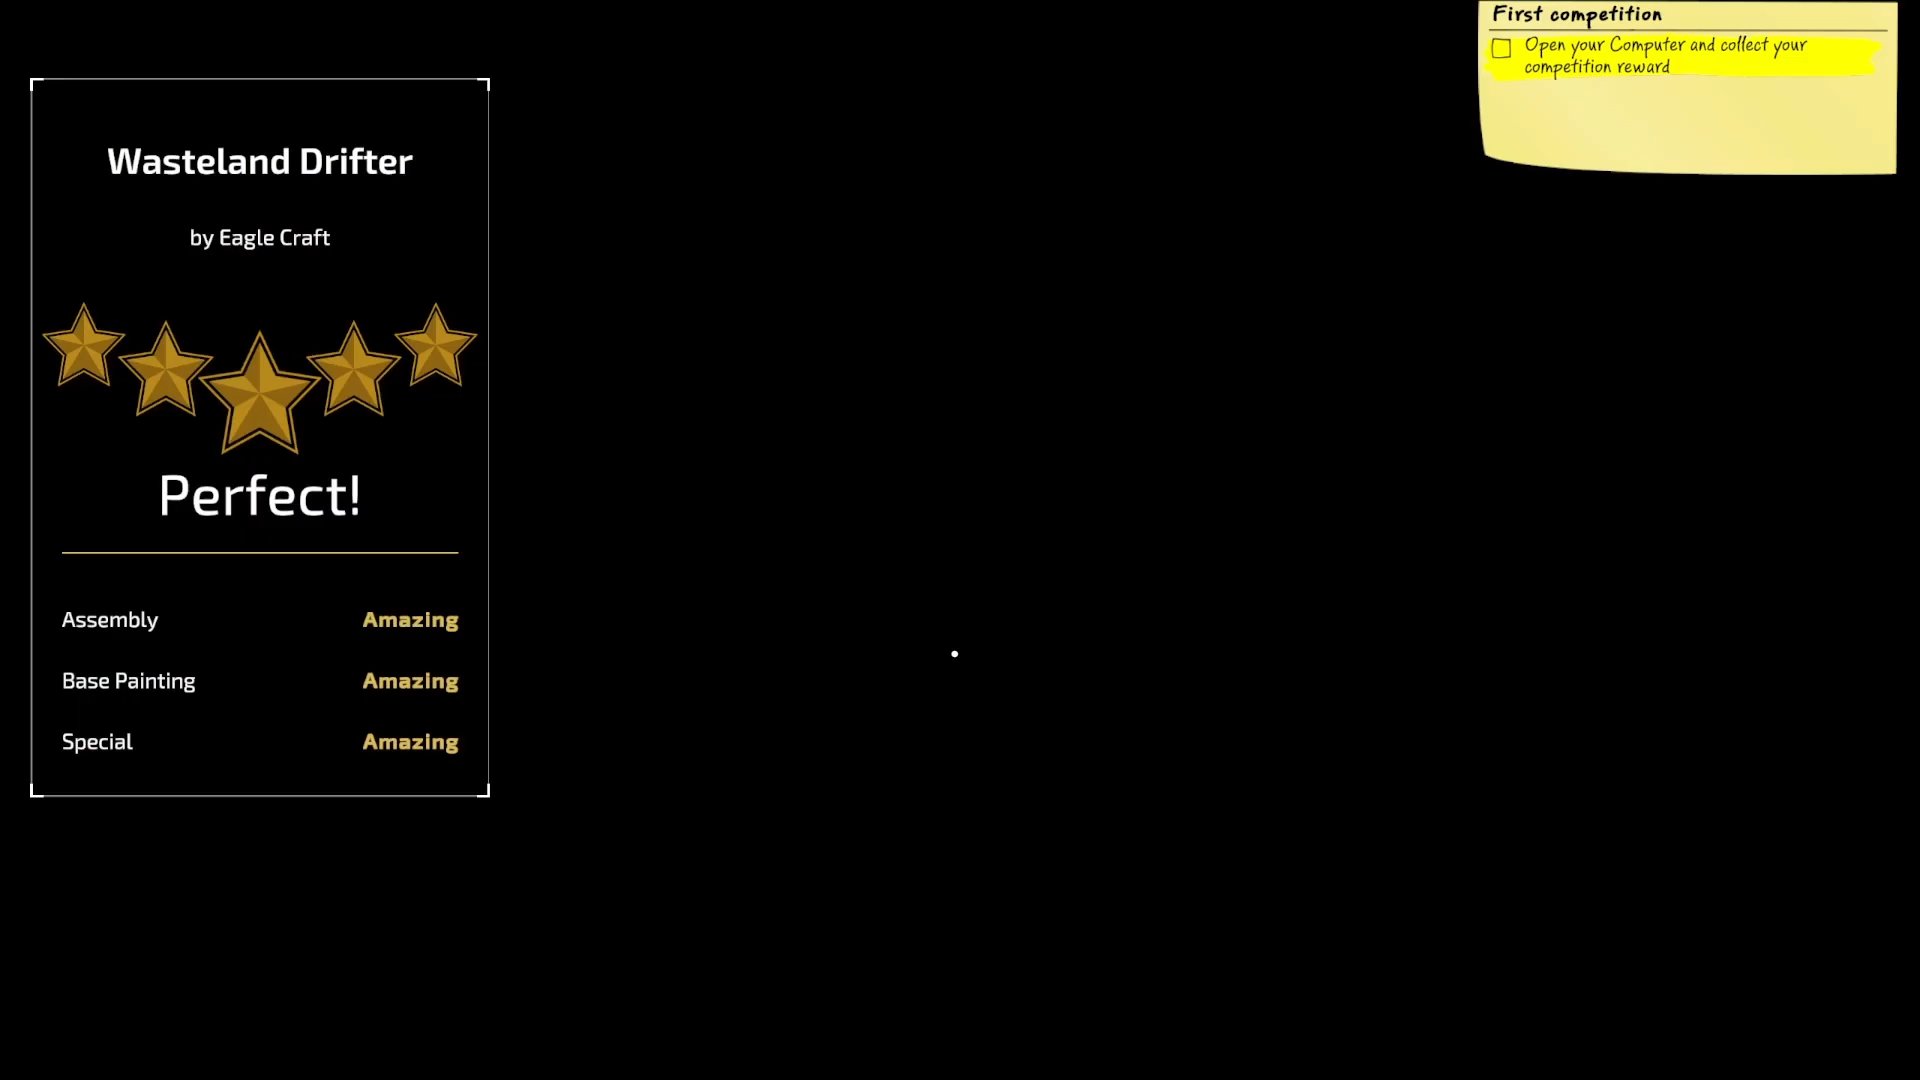 Wasteland Drifter
by Eagle Craft
Perfect!
Assembly Amazing
Base Painting Amazing
Special Amazing
First competition
Open your Computer and collect your
competition reward